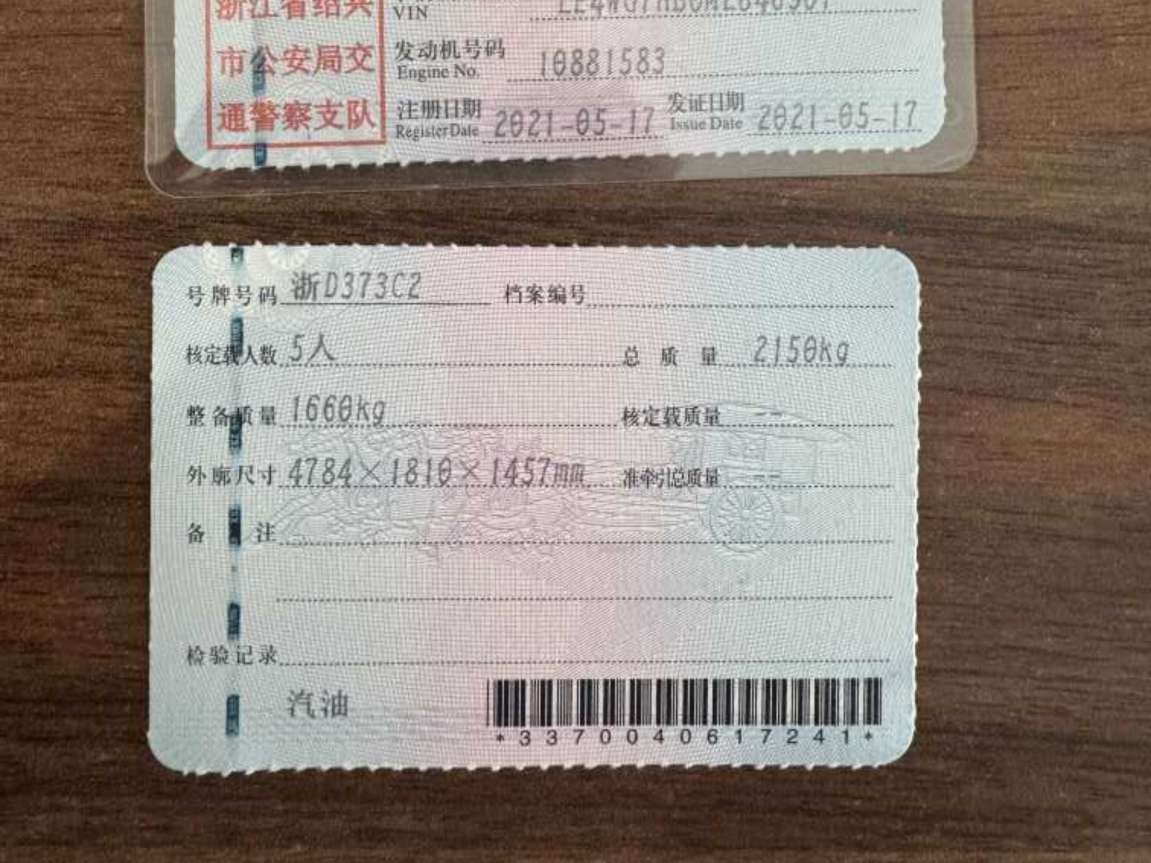 浙江省绍兴
市公安局交
通警察支队
VIN
发动机号码 10881583
Engine No.
注册日期 2021-05-17 发证日期 2021-05-17
Register Date Issue Date
号牌号码 浙D373C2 档案编号
核定载人数 5人 总质量 2150kg
整备质量 1660kg 核定载质量 --
外廓尺寸 4784×1810×1457mm 准牵引总质量 --
备注
检验记录
汽油
*3370040617241*